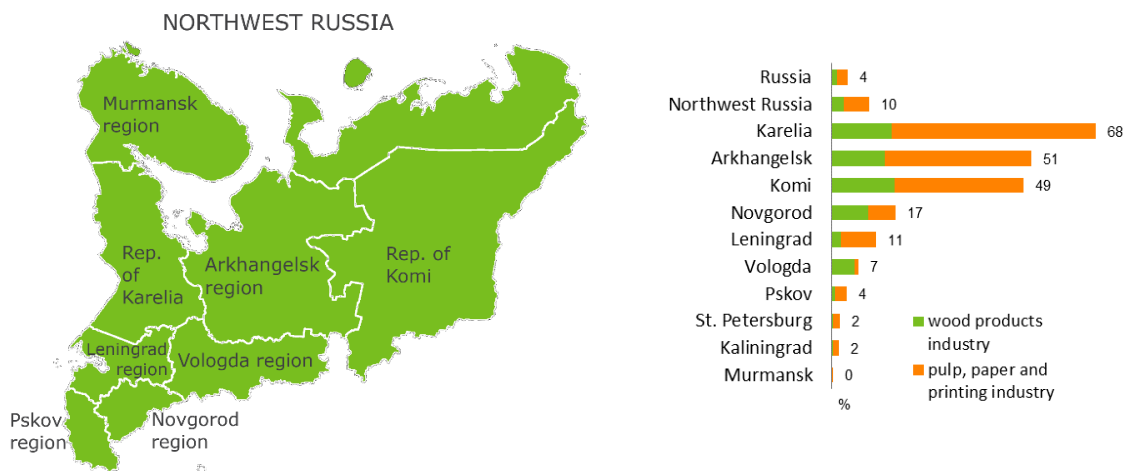 NORTHWEST RUSSIA
Murmansk
region
Rep.
of
Karelia
Arkhangelsk
region
Rep. of
Komi
Leningrad
region
Vologda region
Pskov
region
Novgorod
region
Russia 4
Northwest Russia 10
Karelia 68
Arkhangelsk 51
Komi 49
Novgorod 17
Leningrad 11
Vologda 7
Pskov 4
St. Petersburg 2
Kaliningrad 2
Murmansk 0
%
wood products
industry
pulp, paper and
printing industry